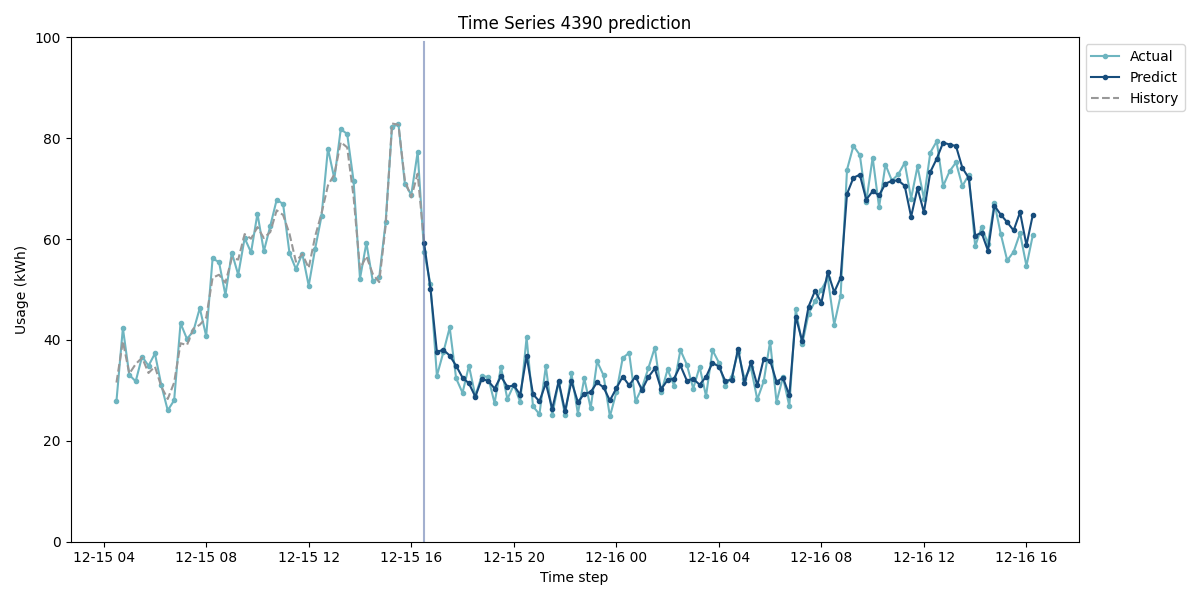 Time Series 4390 prediction
Usage (kWh)
100
80
60
40
20
0
12-15 04
12-15 08
12-15 12
12-15 16
12-15 20
12-16 00
12-16 04
12-16 08
12-16 12
12-16 16
Time step
Actual
Predict
History